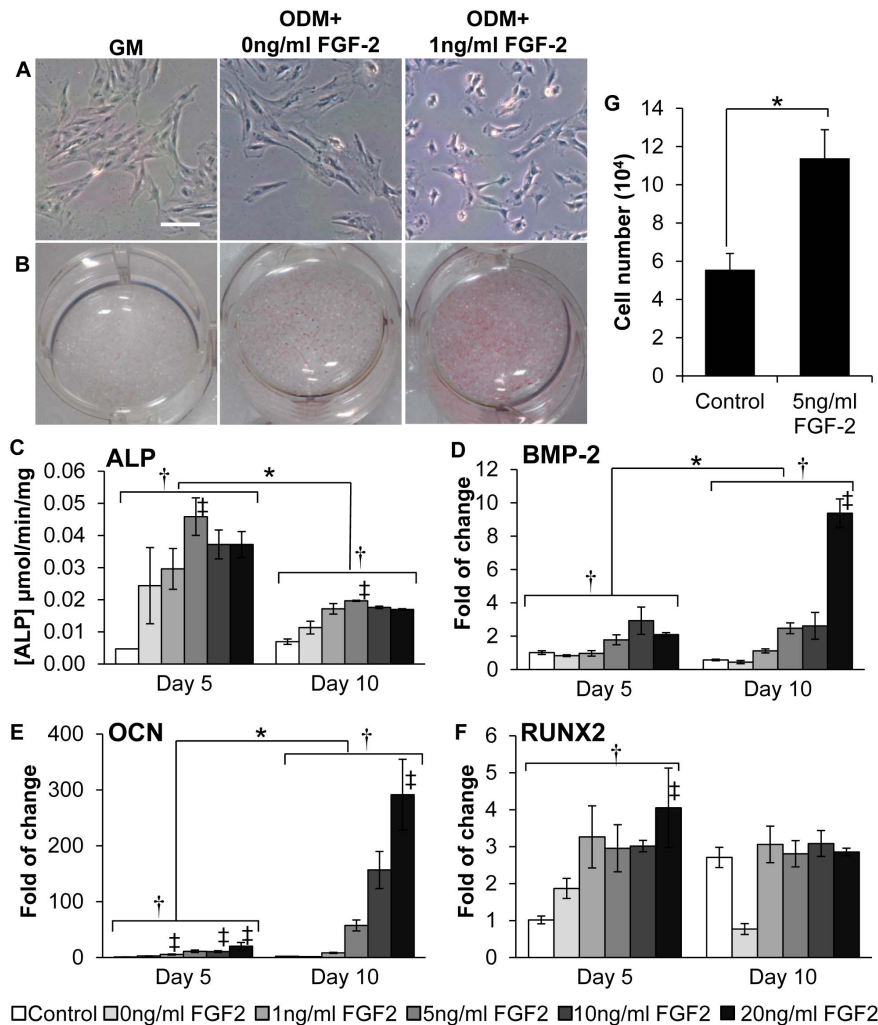 GM
ODM+
0ng/ml FGF-2
ODM+
1ng/ml FGF-2
A
B
G
*
Cell number (10⁴)
14
12
10
8
6
4
2
0
Control
5ng/ml
FGF-2
C
ALP
[ALP] µmol/min/mg
0.06
0.05
0.04
0.03
0.02
0.01
0.00
† * †
‡ ‡
Day 5
Day 10
D
BMP-2
Fold of change
12
10
8
6
4
2
0
† * †
‡
Day 5
Day 10
E
OCN
Fold of change
400
300
200
100
0
† * †
‡ ‡ ‡ ‡
Day 5
Day 10
F
RUNX2
Fold of change
6
5
4
3
2
1
0
†
‡
Day 5
Day 10
Control 0ng/ml FGF2 1ng/ml FGF2 5ng/ml FGF2 10ng/ml FGF2 20ng/ml FGF2